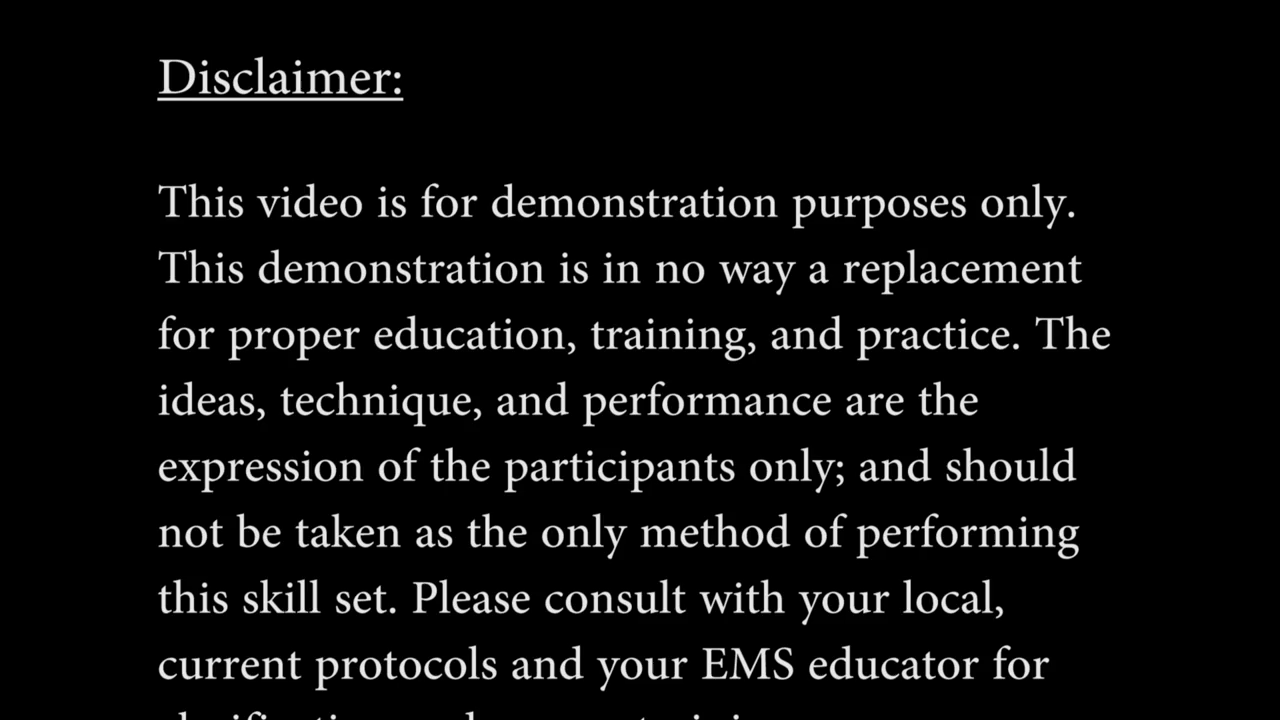 Disclaimer:
This video is for demonstration purposes only.
This demonstration is in no way a replacement
for proper education, training, and practice. The
ideas, technique, and performance are the
expression of the participants only; and should
not be taken as the only method of performing
this skill set. Please consult with your local,
current protocols and your EMS educator for